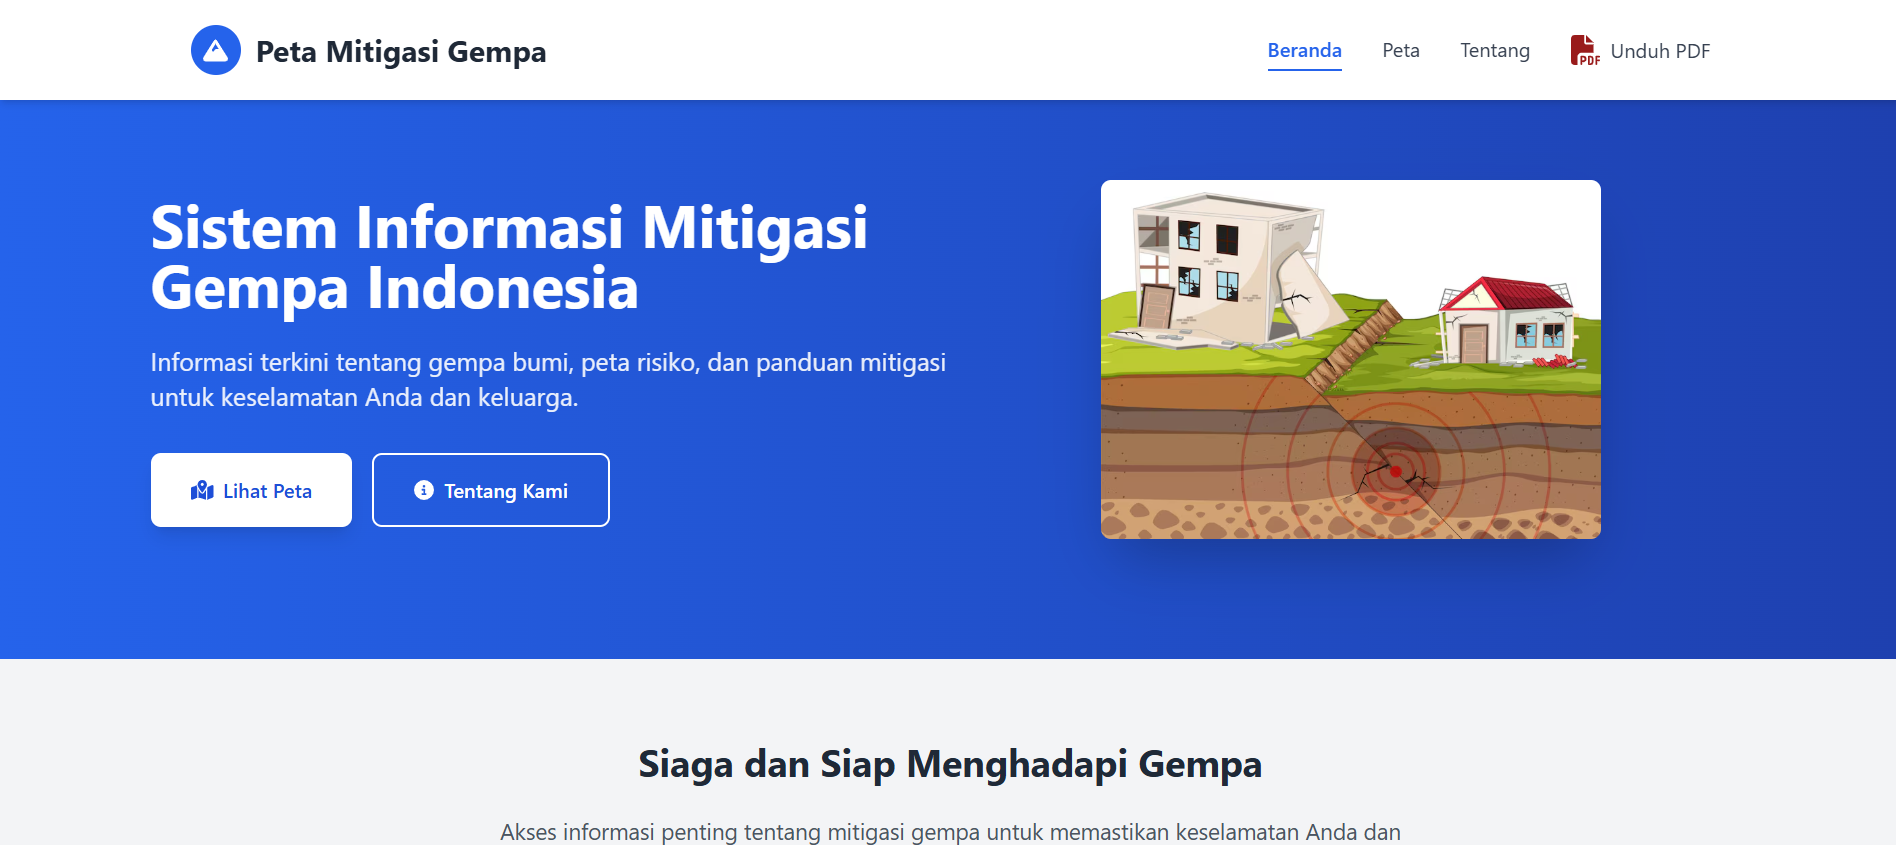 Peta Mitigasi Gempa
Beranda
Peta
Tentang
PDF
Unduh PDF
Sistem Informasi Mitigasi
Gempa Indonesia
Informasi terkini tentang gempa bumi, peta risiko, dan panduan mitigasi
untuk keselamatan Anda dan keluarga.
Lihat Peta
Tentang Kami
Siaga dan Siap Menghadapi Gempa
Akses informasi penting tentang mitigasi gempa untuk memastikan keselamatan Anda dan